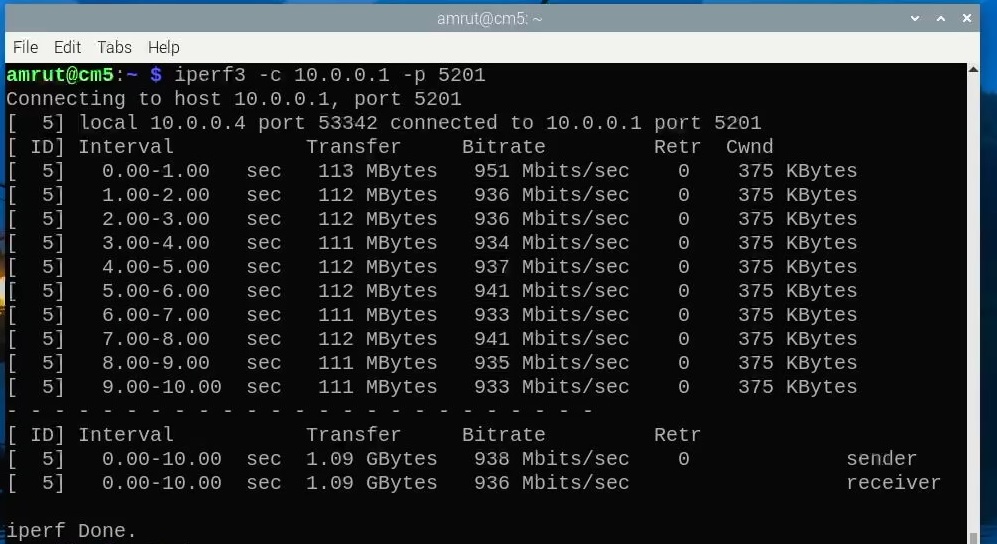 amrut@cm5: ~
File Edit Tabs Help
amrut@cm5:~ $ iperf3 -c 10.0.0.1 -p 5201
Connecting to host 10.0.0.1, port 5201
[  5] local 10.0.0.4 port 53342 connected to 10.0.0.1 port 5201
[ ID] Interval           Transfer     Bitrate         Retr  Cwnd
[  5]   0.00-1.00   sec   113 MBytes   951 Mbits/sec    0    375 KBytes
[  5]   1.00-2.00   sec   112 MBytes   936 Mbits/sec    0    375 KBytes
[  5]   2.00-3.00   sec   112 MBytes   936 Mbits/sec    0    375 KBytes
[  5]   3.00-4.00   sec   111 MBytes   934 Mbits/sec    0    375 KBytes
[  5]   4.00-5.00   sec   112 MBytes   937 Mbits/sec    0    375 KBytes
[  5]   5.00-6.00   sec   112 MBytes   941 Mbits/sec    0    375 KBytes
[  5]   6.00-7.00   sec   111 MBytes   933 Mbits/sec    0    375 KBytes
[  5]   7.00-8.00   sec   112 MBytes   941 Mbits/sec    0    375 KBytes
[  5]   8.00-9.00   sec   111 MBytes   935 Mbits/sec    0    375 KBytes
[  5]   9.00-10.00  sec   111 MBytes   933 Mbits/sec    0    375 KBytes
- - - - - - - - - - - - - - - - - - - - - - - - -
[ ID] Interval           Transfer     Bitrate         Retr
[  5]   0.00-10.00  sec  1.09 GBytes   938 Mbits/sec    0             sender
[  5]   0.00-10.00  sec  1.09 GBytes   936 Mbits/sec                  receiver
iperf Done.